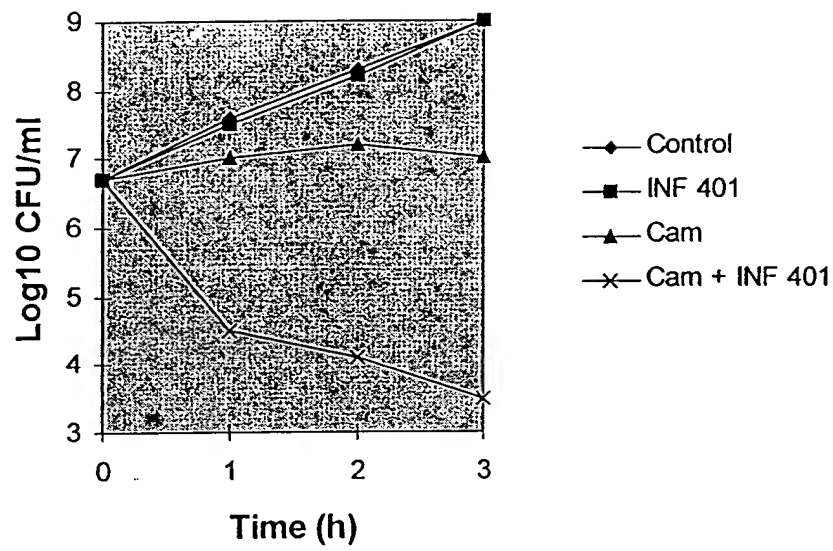 9
8
7
6
5
4
3
Log10 CFU/ml
0 1 2 3
Time (h)
Control
INF 401
Cam
Cam + INF 401